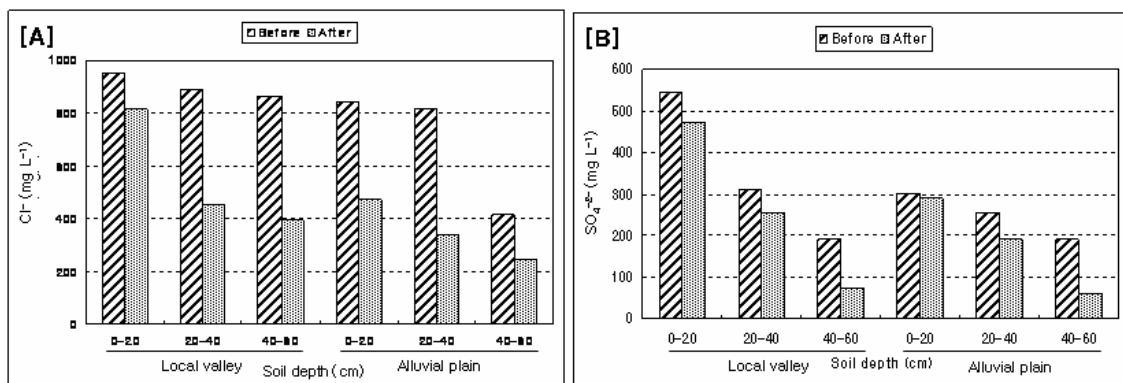 [A]
Before After
Cl⁻ (mg L⁻¹)
1000
800
600
400
200
0
0-20 20-40 40-60 0-20 20-40 40-60
Local valley Soil depth (cm) Alluvial plain
[B]
Before After
SO₄⁻²⁻ (mg L⁻¹)
600
500
400
300
200
100
0
0-20 20-40 40-60 0-20 20-40 40-60
Local valley Soil depth (cm) Alluvial plain